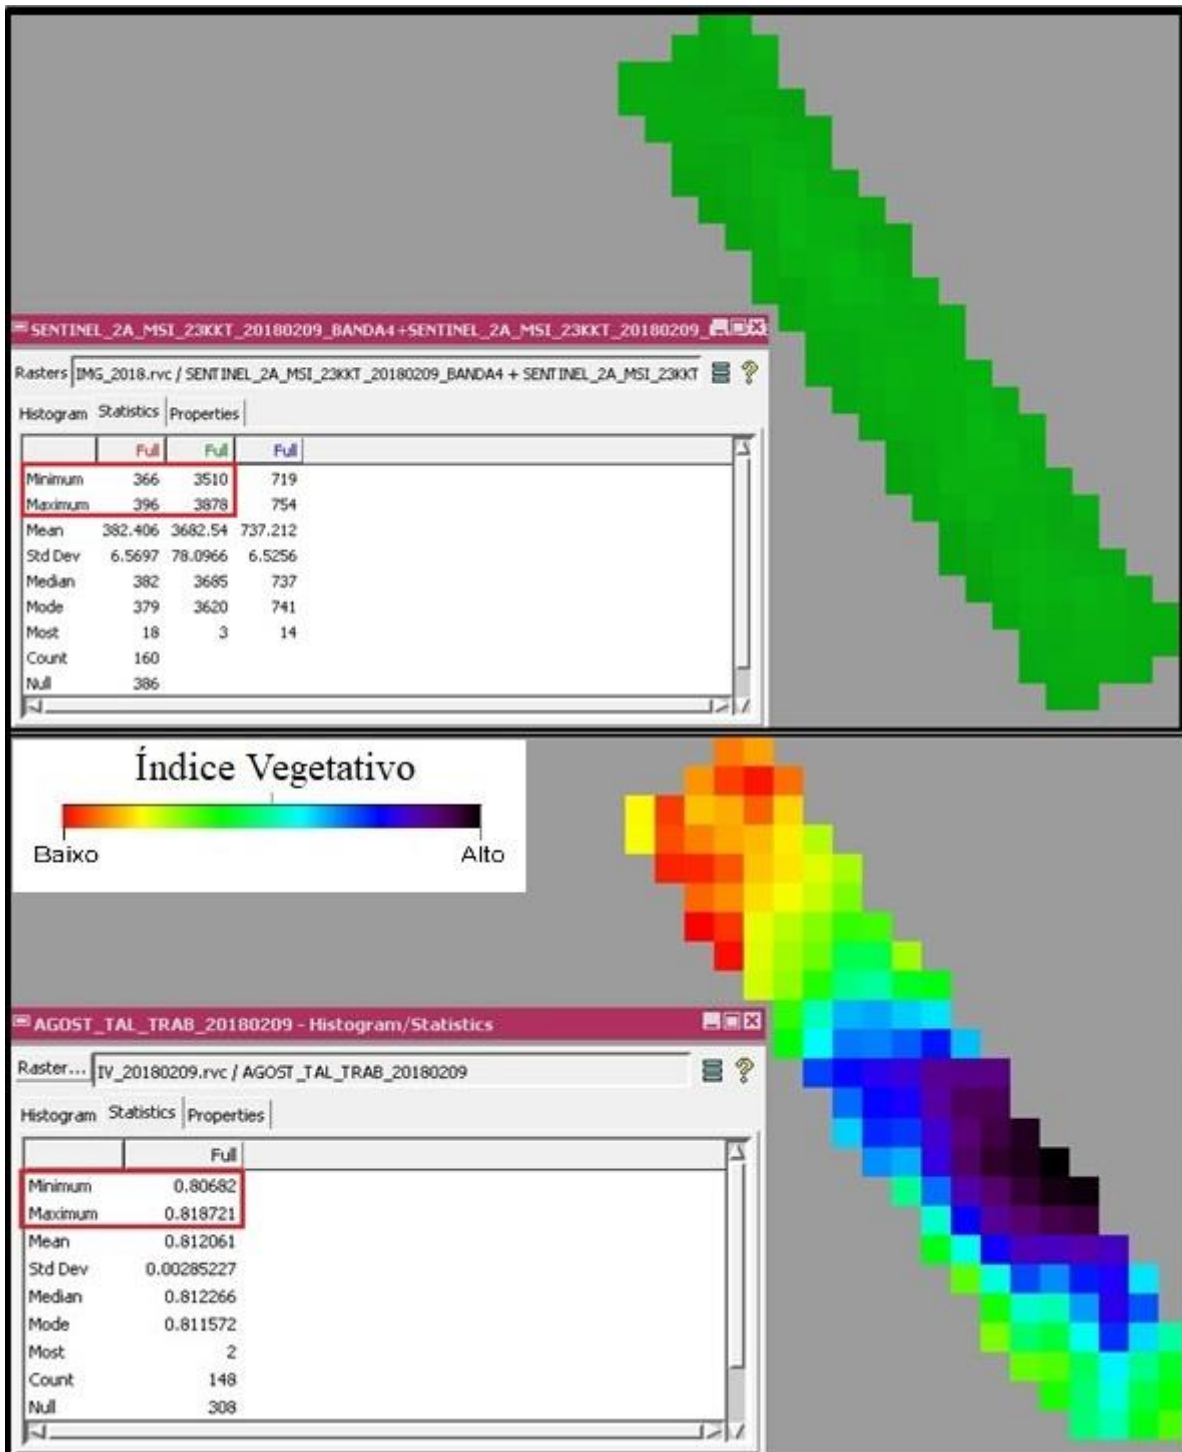 SENTINEL_2A_MSI_23KKT_20180209_BANDA4+SENTINEL_2A_MSI_23KKT_20180209_
Rasters IMG_2018.rvc / SENTINEL_2A_MSI_23KKT_20180209_BANDA4 + SENTINEL_2A_MSI_23KKT ?
Histogram Statistics Properties
Full Full Full
Minimum 366 3510 719
Maximum 396 3878 754
Mean 382.406 3682.54 737.212
Std Dev 6.5697 78.0966 6.5256
Median 382 3685 737
Mode 379 3620 741
Most 18 3 14
Count 160
Null 386
Índice Vegetativo
Baixo Alto
AGOST_TAL_TRAB_20180209 - Histogram/Statistics
Raster... IV_20180209.rvc / AGOST_TAL_TRAB_20180209 ?
Histogram Statistics Properties
Full
Minimum 0.80682
Maximum 0.818721
Mean 0.812061
Std Dev 0.00285227
Median 0.812266
Mode 0.811572
Most 2
Count 148
Null 308